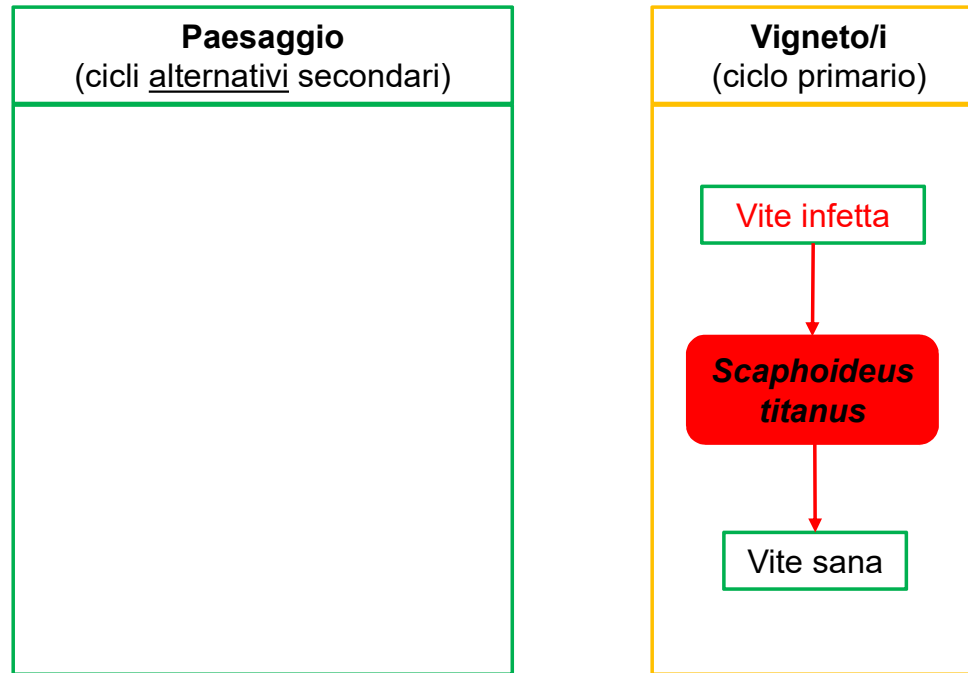 Paesaggio
(cicli alternativi secondari)
Vigneto/i
(ciclo primario)
Vite infetta
Scaphoideus
titanus
Vite sana